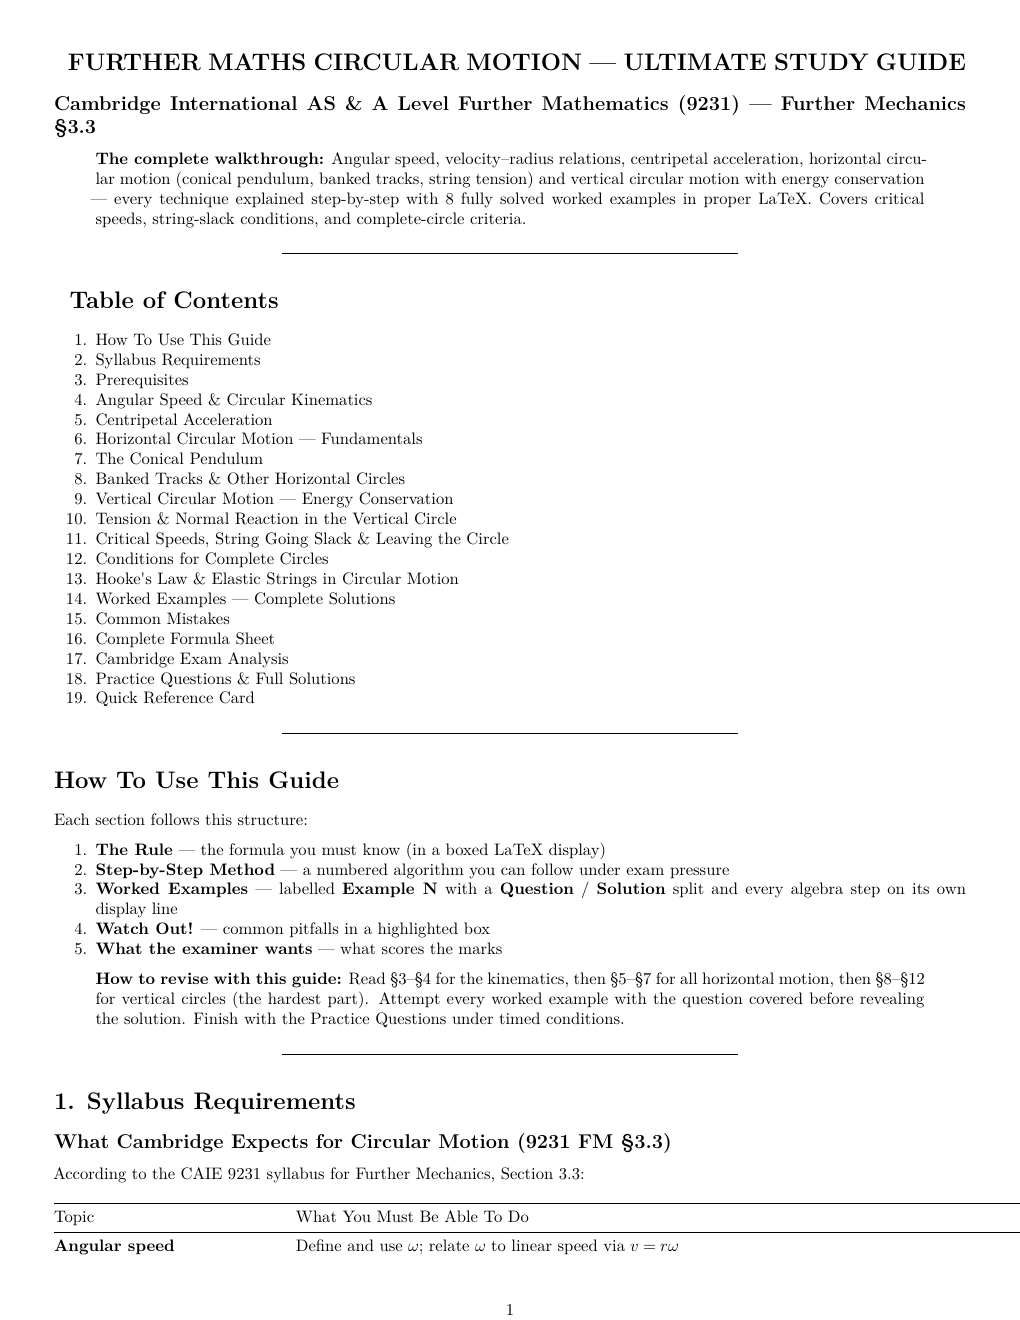 FURTHER MATHS CIRCULAR MOTION — ULTIMATE STUDY GUIDE
Cambridge International AS & A Level Further Mathematics (9231) — Further Mechanics
§3.3
The complete walkthrough: Angular speed, velocity–radius relations, centripetal acceleration, horizontal circu-
lar motion (conical pendulum, banked tracks, string tension) and vertical circular motion with energy conservation
— every technique explained step-by-step with 8 fully solved worked examples in proper LaTeX. Covers critical
speeds, string-slack conditions, and complete-circle criteria.
Table of Contents
1. How To Use This Guide
2. Syllabus Requirements
3. Prerequisites
4. Angular Speed & Circular Kinematics
5. Centripetal Acceleration
6. Horizontal Circular Motion — Fundamentals
7. The Conical Pendulum
8. Banked Tracks & Other Horizontal Circles
9. Vertical Circular Motion — Energy Conservation
10. Tension & Normal Reaction in the Vertical Circle
11. Critical Speeds, String Going Slack & Leaving the Circle
12. Conditions for Complete Circles
13. Hooke's Law & Elastic Strings in Circular Motion
14. Worked Examples — Complete Solutions
15. Common Mistakes
16. Complete Formula Sheet
17. Cambridge Exam Analysis
18. Practice Questions & Full Solutions
19. Quick Reference Card
How To Use This Guide
Each section follows this structure:
1. The Rule — the formula you must know (in a boxed LaTeX display)
2. Step-by-Step Method — a numbered algorithm you can follow under exam pressure
3. Worked Examples — labelled Example N with a Question / Solution split and every algebra step on its own
display line
4. Watch Out! — common pitfalls in a highlighted box
5. What the examiner wants — what scores the marks
How to revise with this guide: Read §3–§4 for the kinematics, then §5–§7 for all horizontal motion, then §8–§12
for vertical circles (the hardest part). Attempt every worked example with the question covered before revealing
the solution. Finish with the Practice Questions under timed conditions.
1. Syllabus Requirements
What Cambridge Expects for Circular Motion (9231 FM §3.3)
According to the CAIE 9231 syllabus for Further Mechanics, Section 3.3:
Topic What You Must Be Able To Do
Angular speed Define and use ω; relate ω to linear speed via v = rω
1